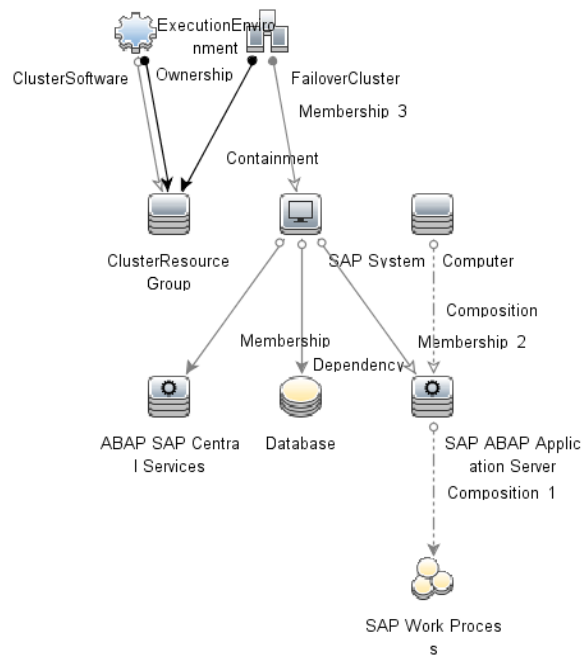 ExecutionEnviro
nment
ClusterSoftware
Ownership
FailoverCluster
Membership 3
Containment
ClusterResource
Group
SAP System
Computer
Composition
Membership
Membership 2
Dependency
ABAP SAP Centra
l Services
Database
SAP ABAP Applic
ation Server
Composition 1
SAP Work Proces
s